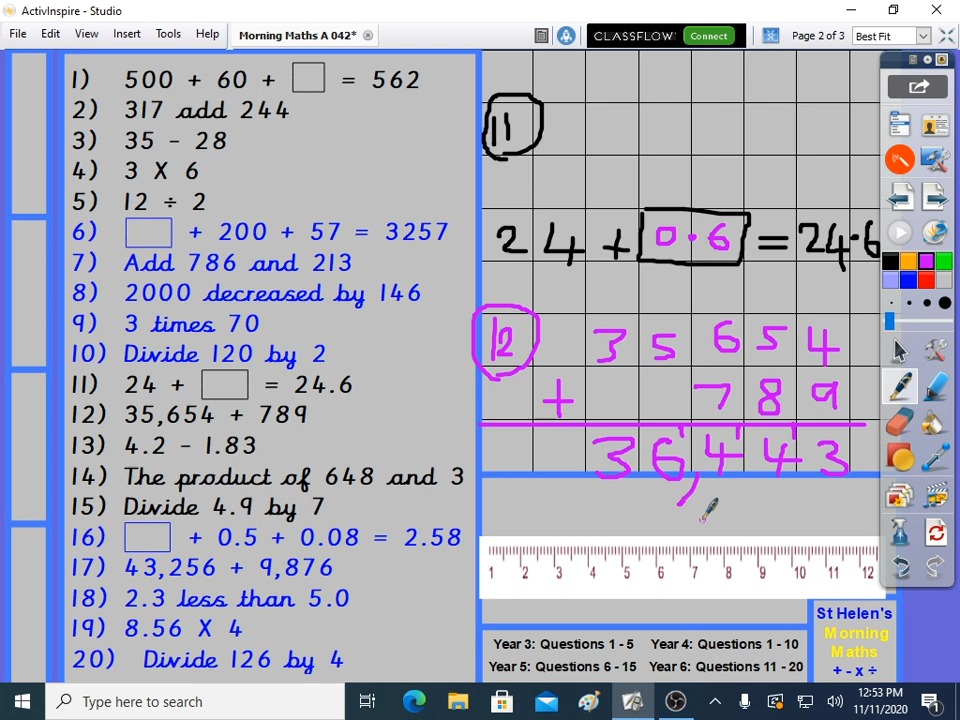 ActivInspire - Studio
File Edit View Insert Tools Help Morning Maths A 042* CLASSFLOW Connect Page 2 of 3 Best Fit
1) 500 + 60 + □ = 562
2) 317 add 244
3) 35 - 28
4) 3 X 6
5) 12 ÷ 2
6) □ + 200 + 57 = 3257
7) Add 786 and 213
8) 2000 decreased by 146
9) 3 times 70
10) Divide 120 by 2
11) 24 + □ = 24.6
12) 35,654 + 789
13) 4.2 - 1.83
14) The product of 648 and 3
15) Divide 4.9 by 7
16) □ + 0.5 + 0.08 = 2.58
17) 43,256 + 9,876
18) 2.3 less than 5.0
19) 8.56 X 4
20) Divide 126 by 4
11
24 + 0.6 = 24.6
12 35654
+ 789
36,443
1 2 3 4 5 6 7 8 9 10 11 12
Year 3: Questions 1 - 5 Year 4: Questions 1 - 10
Year 5: Questions 6 - 15 Year 6: Questions 11 - 20
St Helen's
Morning
Maths
+ - x ÷
Type here to search
12:53 PM
11/11/2020
1